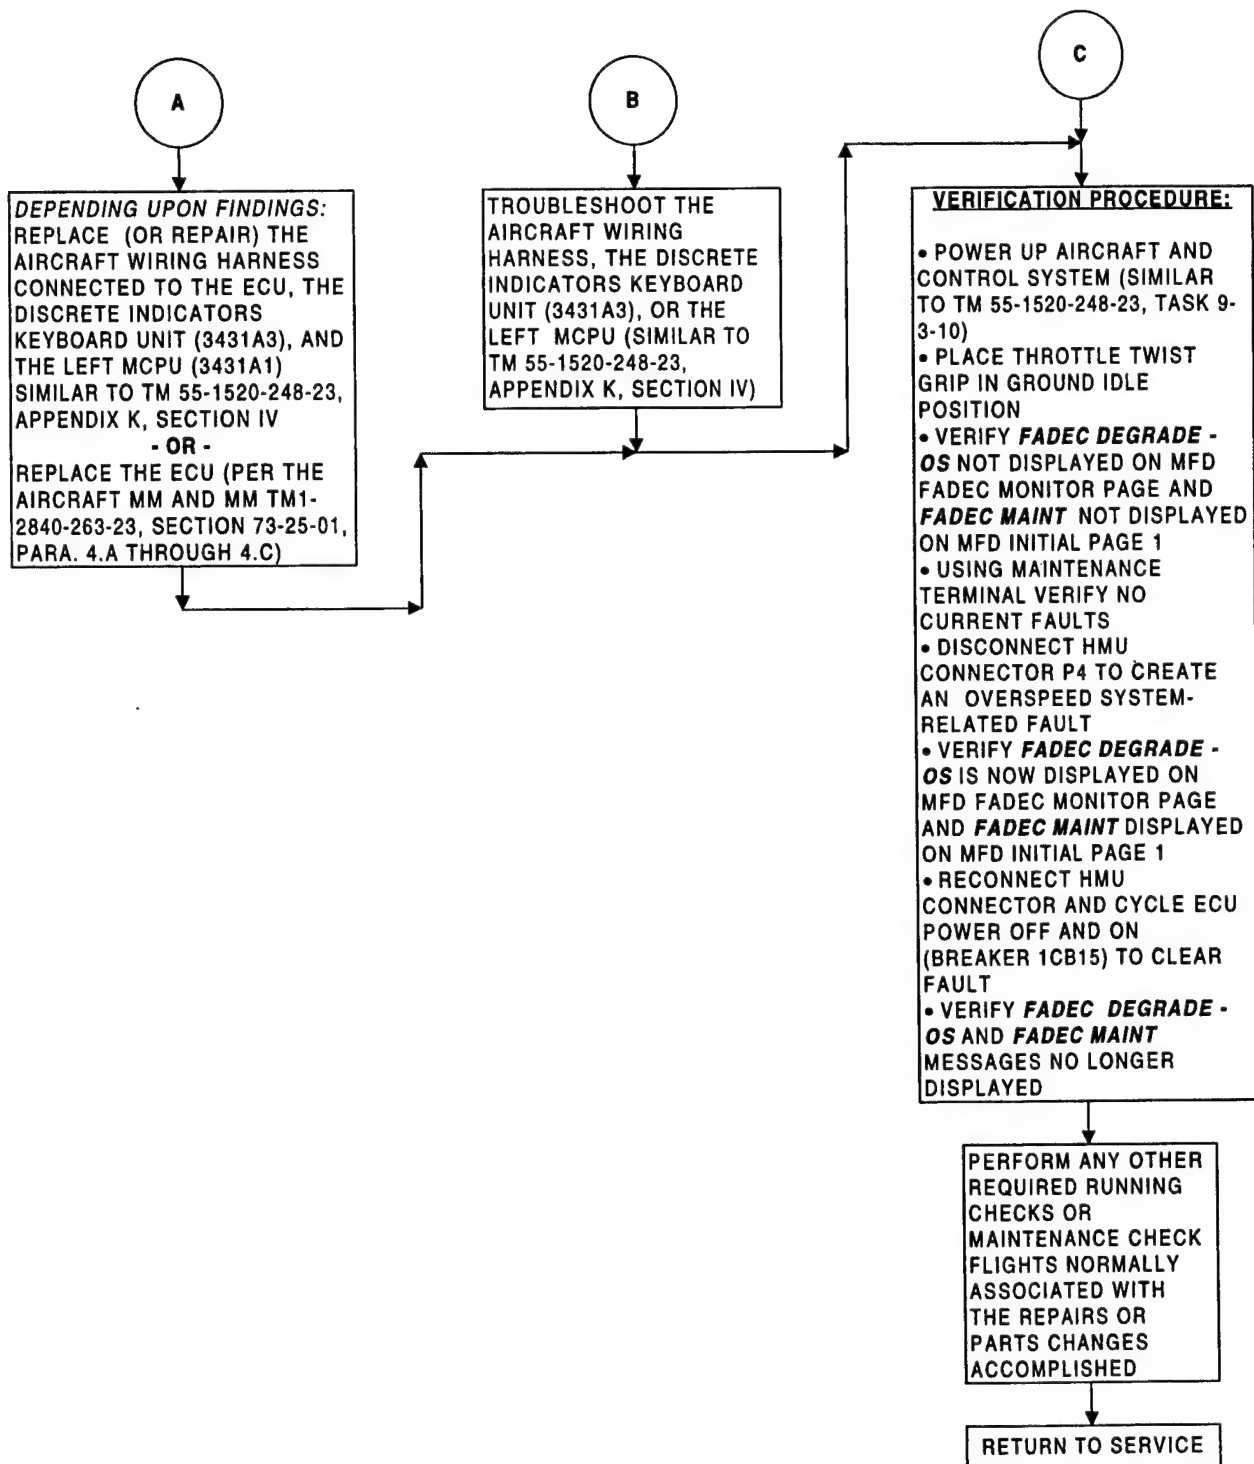 A
DEPENDING UPON FINDINGS:
REPLACE (OR REPAIR) THE
AIRCRAFT WIRING HARNESS
CONNECTED TO THE ECU, THE
DISCRETE INDICATORS
KEYBOARD UNIT (3431A3), AND
THE LEFT MCPU (3431A1)
SIMILAR TO TM 55-1520-248-23,
APPENDIX K, SECTION IV
- OR -
REPLACE THE ECU (PER THE
AIRCRAFT MM AND MM TM1-
2840-263-23, SECTION 73-25-01,
PARA. 4.A THROUGH 4.C)
B
TROUBLESHOOT THE
AIRCRAFT WIRING
HARNESS, THE DISCRETE
INDICATORS KEYBOARD
UNIT (3431A3), OR THE
LEFT MCPU (SIMILAR TO
TM 55-1520-248-23,
APPENDIX K, SECTION IV)
C
VERIFICATION PROCEDURE:
• POWER UP AIRCRAFT AND
CONTROL SYSTEM (SIMILAR
TO TM 55-1520-248-23, TASK 9-
3-10)
• PLACE THROTTLE TWIST
GRIP IN GROUND IDLE
POSITION
• VERIFY FADEC DEGRADE -
OS NOT DISPLAYED ON MFD
FADEC MONITOR PAGE AND
FADEC MAINT NOT DISPLAYED
ON MFD INITIAL PAGE 1
• USING MAINTENANCE
TERMINAL VERIFY NO
CURRENT FAULTS
• DISCONNECT HMU
CONNECTOR P4 TO CREATE
AN OVERSPEED SYSTEM-
RELATED FAULT
• VERIFY FADEC DEGRADE -
OS IS NOW DISPLAYED ON
MFD FADEC MONITOR PAGE
AND FADEC MAINT DISPLAYED
ON MFD INITIAL PAGE 1
• RECONNECT HMU
CONNECTOR AND CYCLE ECU
POWER OFF AND ON
(BREAKER 1CB15) TO CLEAR
FAULT
• VERIFY FADEC DEGRADE -
OS AND FADEC MAINT
MESSAGES NO LONGER
DISPLAYED
PERFORM ANY OTHER
REQUIRED RUNNING
CHECKS OR
MAINTENANCE CHECK
FLIGHTS NORMALLY
ASSOCIATED WITH
THE REPAIRS OR
PARTS CHANGES
ACCOMPLISHED
RETURN TO SERVICE